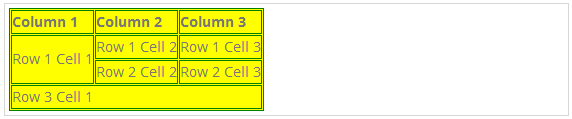 Column 1 Column 2 Column 3
Row 1 Cell 1 Row 1 Cell 2 Row 1 Cell 3
Row 2 Cell 2 Row 2 Cell 3
Row 3 Cell 1